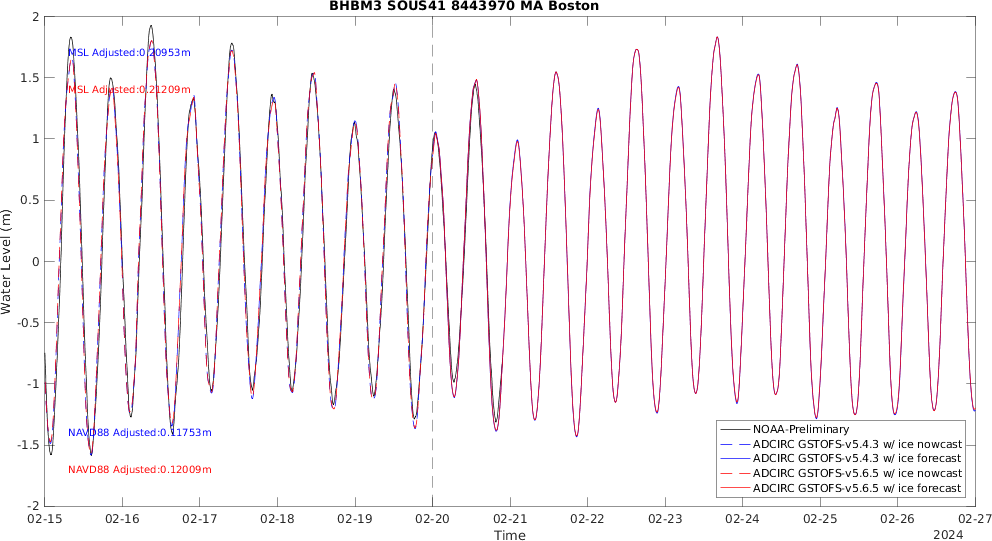 BHBM3 SOUS41 8443970 MA Boston
2
1.5
1
0.5
0
-0.5
-1
-1.5
-2
Water Level (m)
MSL Adjusted:0.20953m
MSL Adjusted:0.21209m
NAVD88 Adjusted:0.11753m
NAVD88 Adjusted:0.12009m
NOAA-Preliminary
ADCIRC GSTOFS-v5.4.3 w/ ice nowcast
ADCIRC GSTOFS-v5.4.3 w/ ice forecast
ADCIRC GSTOFS-v5.6.5 w/ ice nowcast
ADCIRC GSTOFS-v5.6.5 w/ ice forecast
02-15 02-16 02-17 02-18 02-19 02-20 02-21 02-22 02-23 02-24 02-25 02-26 02-27
Time
2024